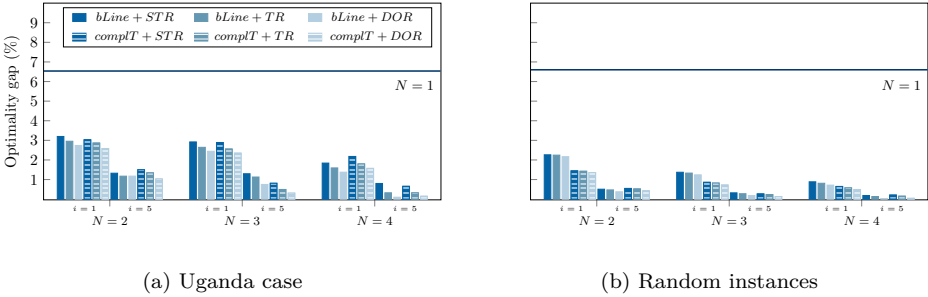 bLine + STR bLine + TR bLine + DOR
complT + STR complT + TR complT + DOR
Optimality gap (%)
9
8
7
6
5
4
3
2
1
N = 1
i = 1 i = 5 i = 1 i = 5 i = 1 i = 5
N = 2 N = 3 N = 4
(a) Uganda case
N = 1
i = 1 i = 5 i = 1 i = 5 i = 1 i = 5
N = 2 N = 3 N = 4
(b) Random instances